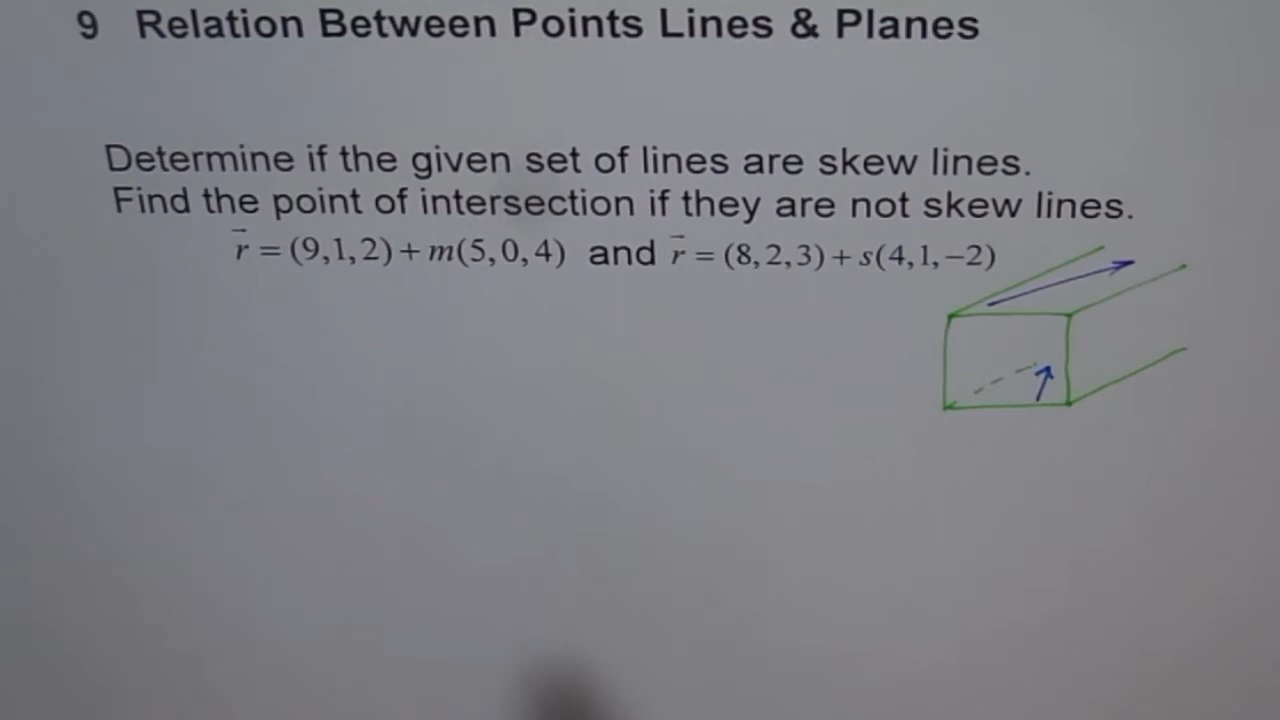 9 Relation Between Points Lines & Planes
Determine if the given set of lines are skew lines.
Find the point of intersection if they are not skew lines.
r⃗ = (9,1,2) + m(5,0,4) and r⃗ = (8,2,3) + s(4,1,−2)